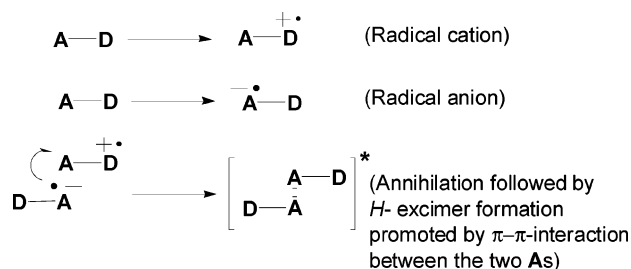 A—D → A—D+• (Radical cation)
A—D → −•A—D (Radical anion)
A—D+•
D—A•− → [A—D
D—A]* (Annihilation followed by
H- excimer formation
promoted by π–π-interaction
between the two As)